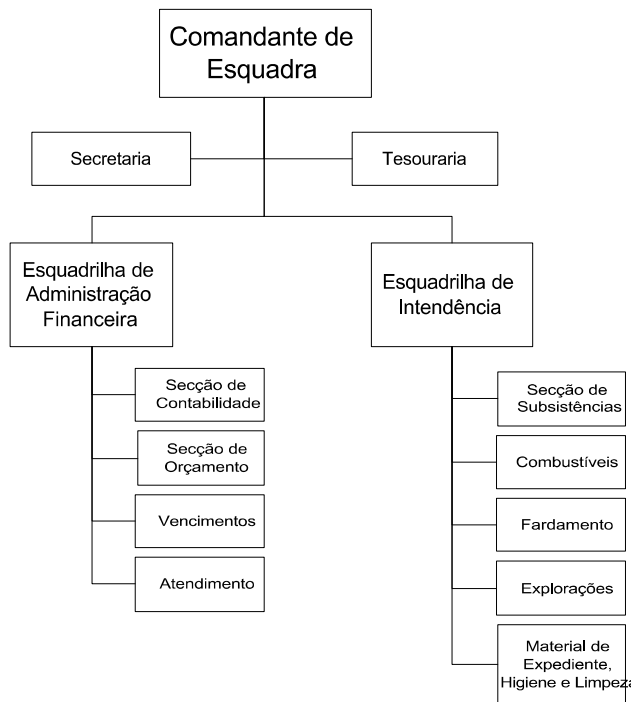 Comandante de
Esquadra
Secretaria
Tesouraria
Esquadrilha de
Administração
Financeira
Esquadrilha de
Intendência
Secção de
Contabilidade
Secção de
Orçamento
Vencimentos
Atendimento
Secção de
Subsistências
Combustíveis
Fardamento
Explorações
Material de
Expediente,
Higiene e Limpeza